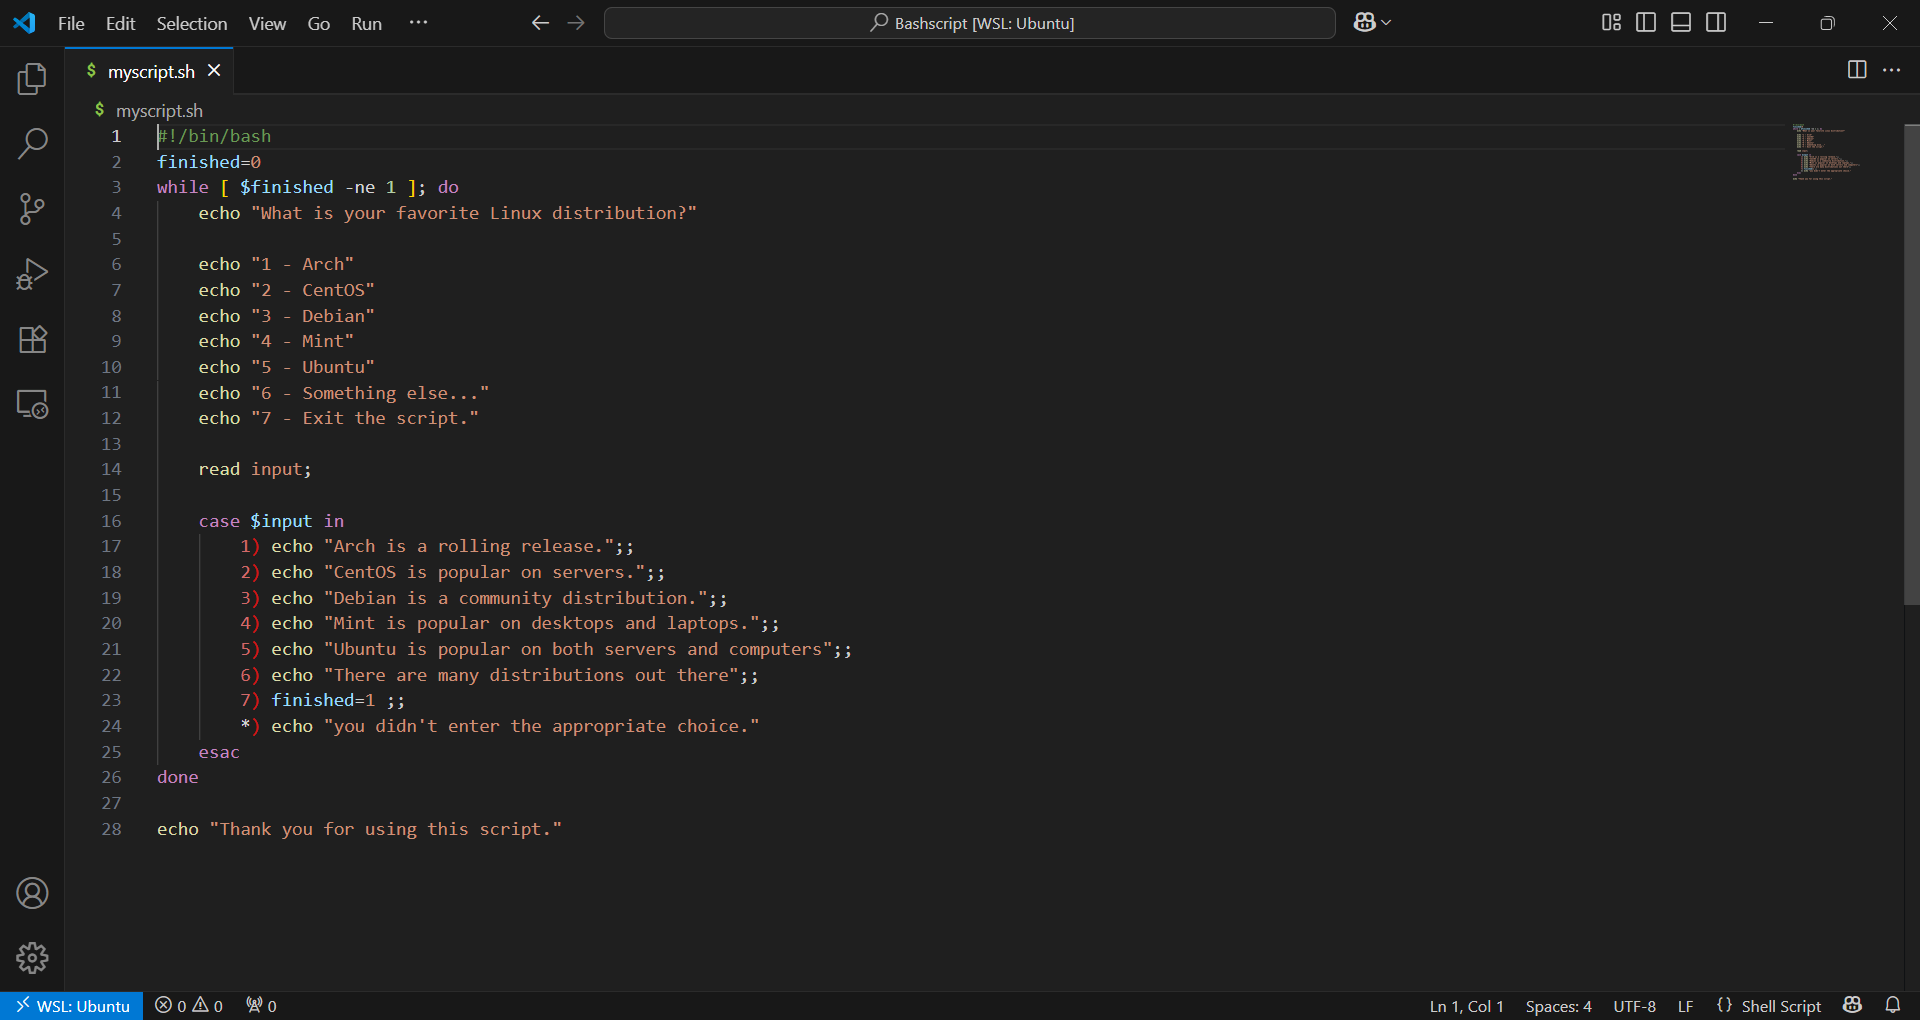 File Edit Selection View Go Run ··· Bashscript [WSL: Ubuntu]
$ myscript.sh
$ myscript.sh
1 #!/bin/bash
2 finished=0
3 while [ $finished -ne 1 ]; do
4     echo "What is your favorite Linux distribution?"
5
6     echo "1 - Arch"
7     echo "2 - CentOS"
8     echo "3 - Debian"
9     echo "4 - Mint"
10     echo "5 - Ubuntu"
11     echo "6 - Something else..."
12     echo "7 - Exit the script."
13
14     read input;
15
16     case $input in
17         1) echo "Arch is a rolling release.";;
18         2) echo "CentOS is popular on servers.";;
19         3) echo "Debian is a community distribution.";;
20         4) echo "Mint is popular on desktops and laptops.";;
21         5) echo "Ubuntu is popular on both servers and computers";;
22         6) echo "There are many distributions out there";;
23         7) finished=1 ;;
24         *) echo "you didn't enter the appropriate choice."
25     esac
26 done
27
28 echo "Thank you for using this script."
WSL: Ubuntu 0 0 0 Ln 1, Col 1 Spaces: 4 UTF-8 LF {} Shell Script